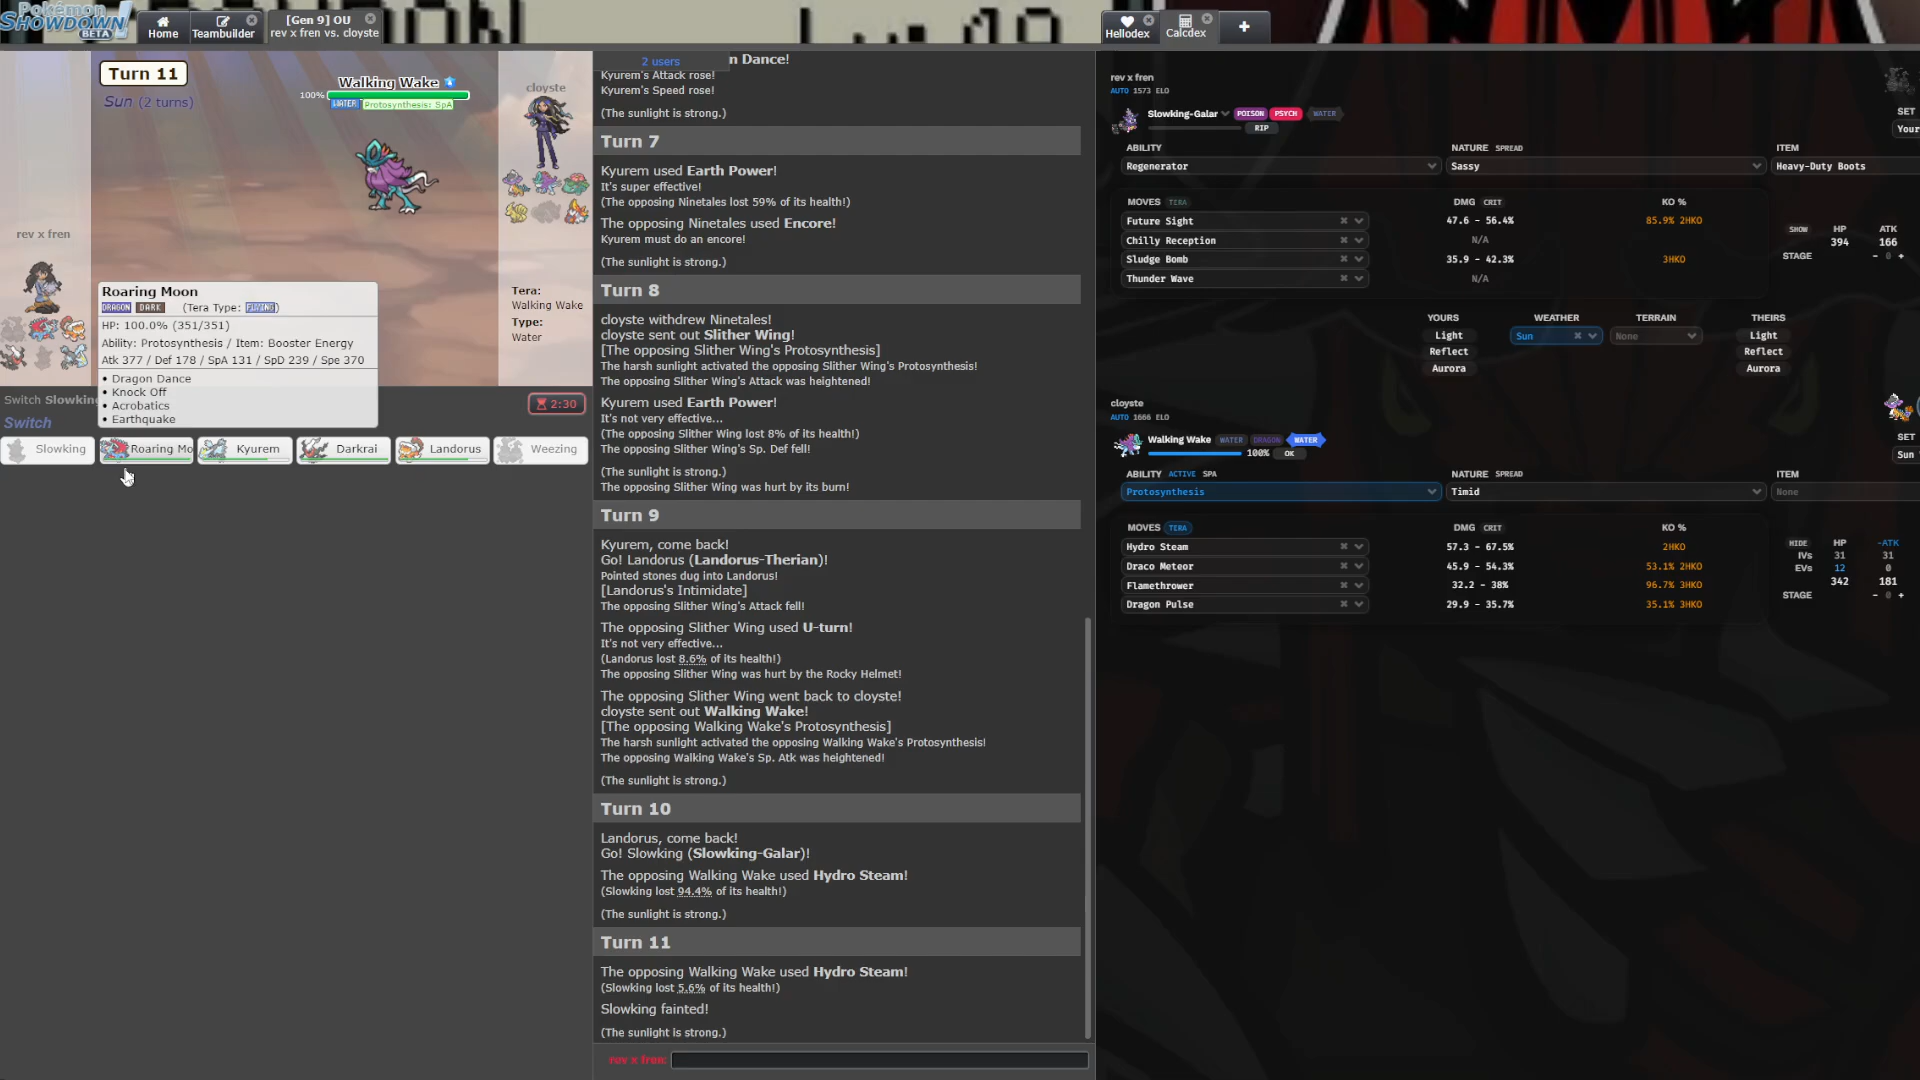 Pokémon
SHOWDOWN!
BETA
Home
Teambuilder
[Gen 9] OU
rev x fren vs. cloyste
Hellodex
Calcdex
Turn 11
Sun (2 turns)
Walking Wake
100%
WATER
Protosynthesis: SpA
cloyste
rev x fren
Tera:
Walking Wake
Type:
Water
Roaring Moon
DRAGON DARK (Tera Type: FLYING)
HP: 100.0% (351/351)
Ability: Protosynthesis / Item: Booster Energy
Atk 377 / Def 178 / SpA 131 / SpD 239 / Spe 370
• Dragon Dance
• Knock Off
• Acrobatics
• Earthquake
Switch Slowking
2:30
Switch
Slowking
Roaring Mo
Kyurem
Darkrai
Landorus
Weezing
2 users
n Dance!
Kyurem's Attack rose!
Kyurem's Speed rose!
(The sunlight is strong.)
Turn 7
Kyurem used Earth Power!
It's super effective!
(The opposing Ninetales lost 59% of its health!)
The opposing Ninetales used Encore!
Kyurem must do an encore!
(The sunlight is strong.)
Turn 8
cloyste withdrew Ninetales!
cloyste sent out Slither Wing!
[The opposing Slither Wing's Protosynthesis]
The harsh sunlight activated the opposing Slither Wing's Protosynthesis!
The opposing Slither Wing's Attack was heightened!
Kyurem used Earth Power!
It's not very effective...
(The opposing Slither Wing lost 8% of its health!)
The opposing Slither Wing's Sp. Def fell!
(The sunlight is strong.)
The opposing Slither Wing was hurt by its burn!
Turn 9
Kyurem, come back!
Go! Landorus (Landorus-Therian)!
Pointed stones dug into Landorus!
[Landorus's Intimidate]
The opposing Slither Wing's Attack fell!
The opposing Slither Wing used U-turn!
It's not very effective...
(Landorus lost 8.6% of its health!)
The opposing Slither Wing was hurt by the Rocky Helmet!
The opposing Slither Wing went back to cloyste!
cloyste sent out Walking Wake!
[The opposing Walking Wake's Protosynthesis]
The harsh sunlight activated the opposing Walking Wake's Protosynthesis!
The opposing Walking Wake's Sp. Atk was heightened!
(The sunlight is strong.)
Turn 10
Landorus, come back!
Go! Slowking (Slowking-Galar)!
The opposing Walking Wake used Hydro Steam!
(Slowking lost 94.4% of its health!)
(The sunlight is strong.)
Turn 11
The opposing Walking Wake used Hydro Steam!
(Slowking lost 5.6% of its health!)
Slowking fainted!
(The sunlight is strong.)
rev x fren:
rev x fren
AUTO 1573 ELO
Slowking-Galar POISON PSYCH WATER
RIP
SET
Your
ABILITY
NATURE SPREAD
ITEM
Regenerator
Sassy
Heavy-Duty Boots
MOVES TERA
DMG CRIT
KO %
Future Sight
47.6 - 56.4%
85.9% 2HKO
Chilly Reception
N/A
Sludge Bomb
35.9 - 42.3%
3HKO
Thunder Wave
N/A
SHOW HP ATK
394 166
STAGE - 0 +
YOURS
WEATHER
TERRAIN
THEIRS
Light
Sun
None
Light
Reflect
Reflect
Aurora
Aurora
cloyste
AUTO 1666 ELO
Walking Wake WATER DRAGON WATER
100% OK
SET
Sun
ABILITY ACTIVE SPA
NATURE SPREAD
ITEM
Protosynthesis
Timid
None
MOVES TERA
DMG CRIT
KO %
Hydro Steam
57.3 - 67.5%
2HKO
Draco Meteor
45.9 - 54.3%
53.1% 2HKO
Flamethrower
32.2 - 38%
96.7% 3HKO
Dragon Pulse
29.9 - 35.7%
35.1% 3HKO
HIDE HP -ATK
IVs 31 31
EVs 12 0
342 181
STAGE - 0 +